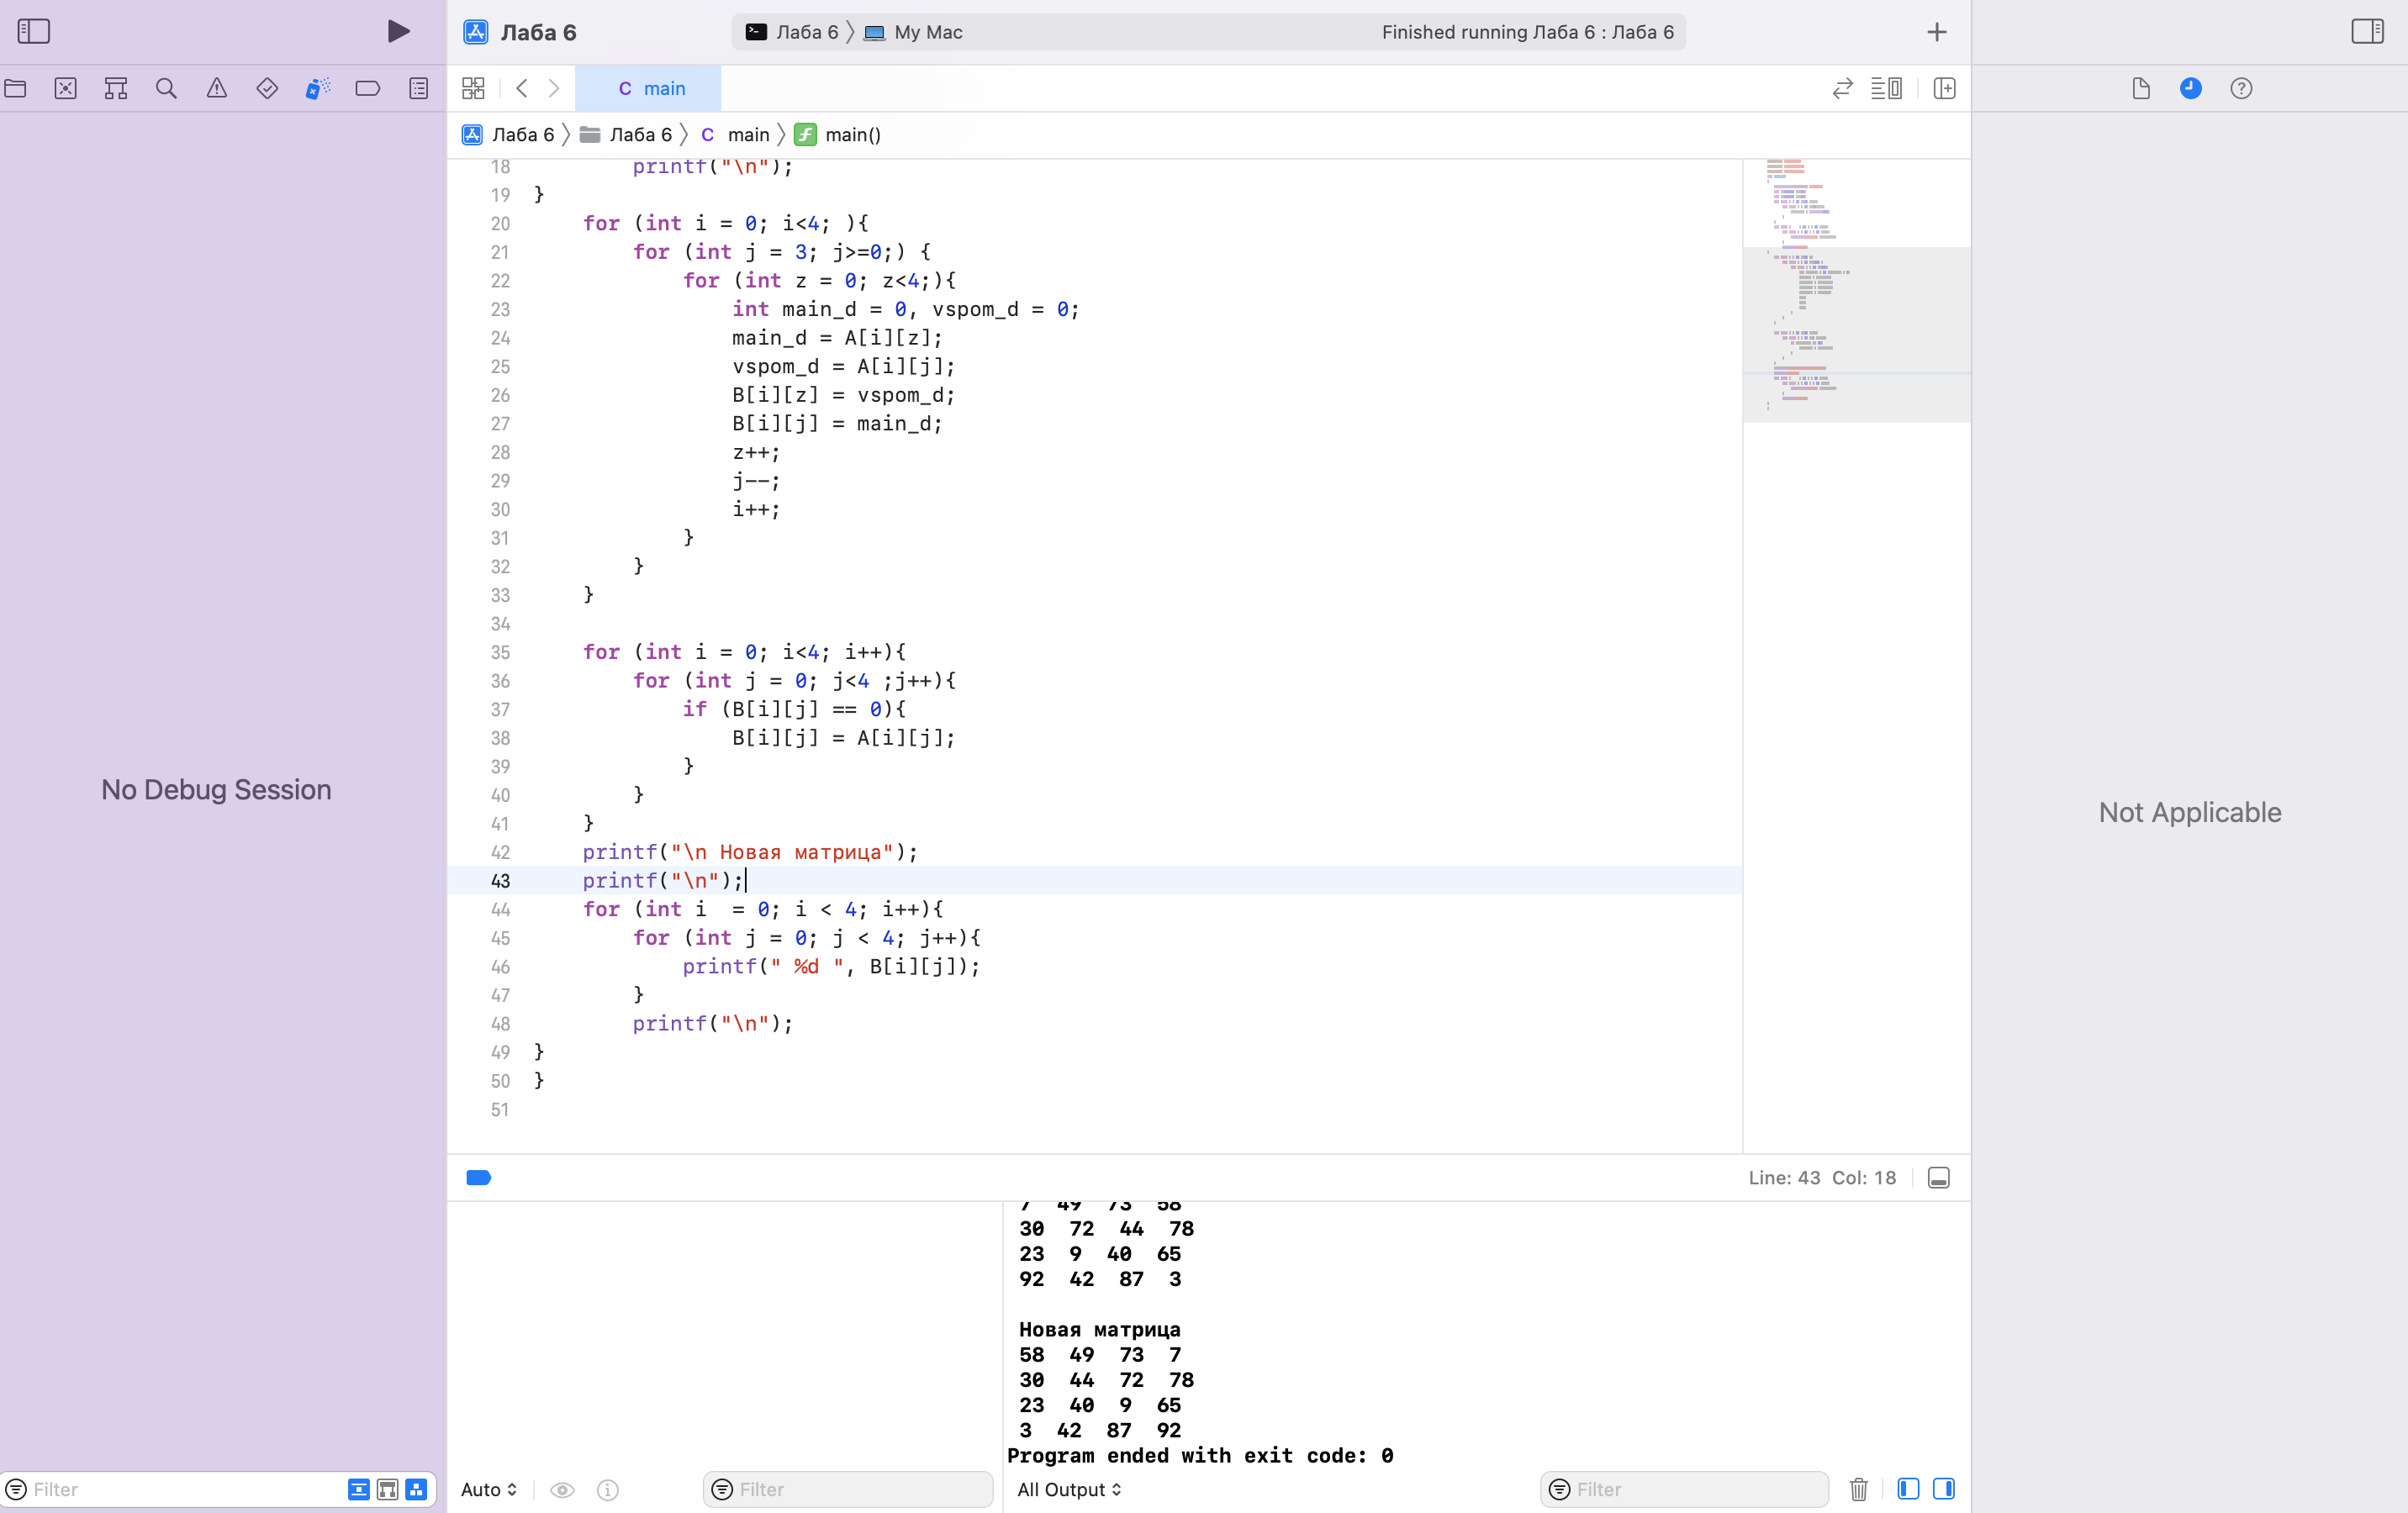 Лаба 6
Лаба 6 My Mac
Finished running Лаба 6 : Лаба 6
C main
Лаба 6 Лаба 6 C main main()
18 printf("\n");
19 }
20 for (int i = 0; i<4; ){
21 for (int j = 3; j>=0;) {
22 for (int z = 0; z<4;){
23 int main_d = 0, vspom_d = 0;
24 main_d = A[i][z];
25 vspom_d = A[i][j];
26 B[i][z] = vspom_d;
27 B[i][j] = main_d;
28 z++;
29 j--;
30 i++;
31 }
32 }
33 }
34
35 for (int i = 0; i<4; i++){
36 for (int j = 0; j<4 ;j++){
37 if (B[i][j] == 0){
38 B[i][j] = A[i][j];
39 }
40 }
41 }
42 printf("\n Новая матрица");
43 printf("\n");
44 for (int i  = 0; i < 4; i++){
45 for (int j = 0; j < 4; j++){
46 printf(" %d ", B[i][j]);
47 }
48 printf("\n");
49 }
50 }
51
No Debug Session
Not Applicable
Line: 43 Col: 18
7 49 73 58
30 72 44 78
23 9 40 65
92 42 87 3
Новая матрица
58 49 73 7
30 44 72 78
23 40 9 65
3 42 87 92
Program ended with exit code: 0
Filter
Auto
Filter
All Output
Filter